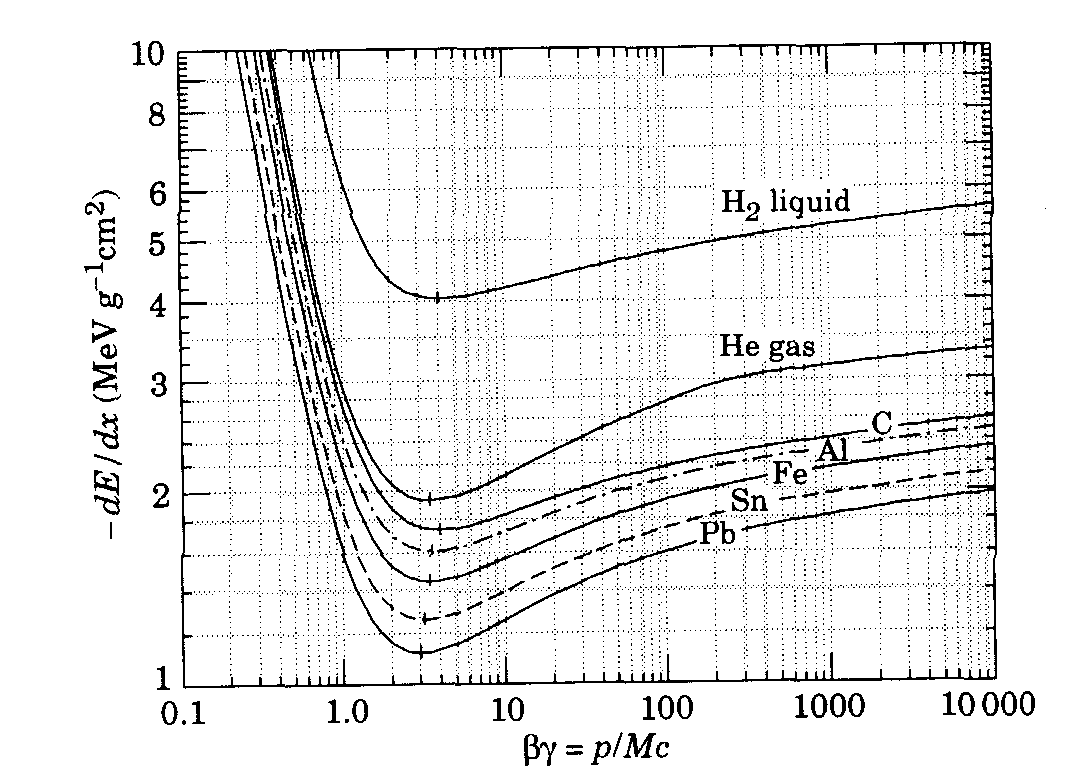 10
8
6
5
4
3
2
1
−dE/dx (MeV g⁻¹cm²)
H₂ liquid
He gas
C
Al
Fe
Sn
Pb
0.1 1.0 10 100 1000 10 000
βγ = p/Mc